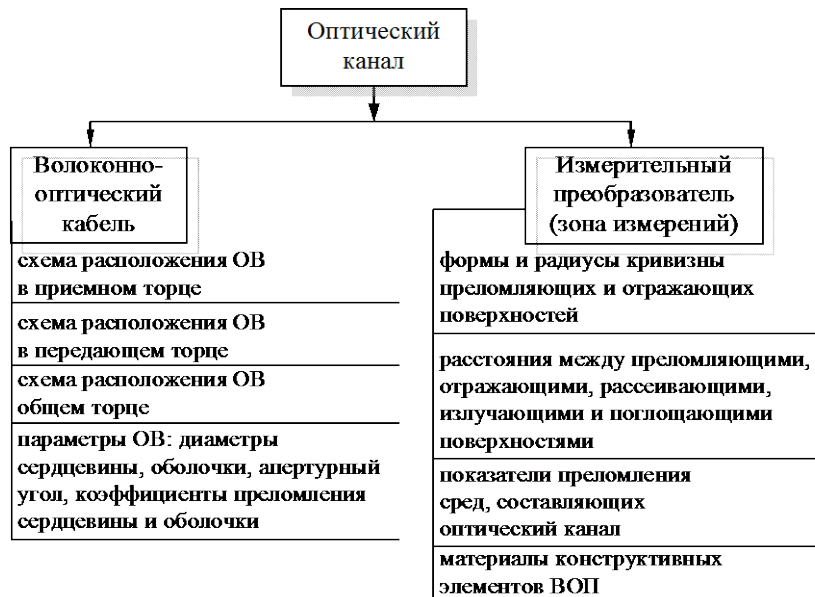 Оптический
канал
Волоконно-
оптический
кабель
схема расположения ОВ
в приемном торце
схема расположения ОВ
в передающем торце
схема расположения ОВ
общем торце
параметры ОВ: диаметры
сердцевины, оболочки, апертурный
угол, коэффициенты преломления
сердцевины и оболочки
Измерительный
преобразователь
(зона измерений)
формы и радиусы кривизны
преломляющих и отражающих
поверхностей
расстояния между преломляющими,
отражающими, рассеивающими,
излучающими и поглощающими
поверхностями
показатели преломления
сред, составляющих
оптический канал
материалы конструктивных
элементов ВОП